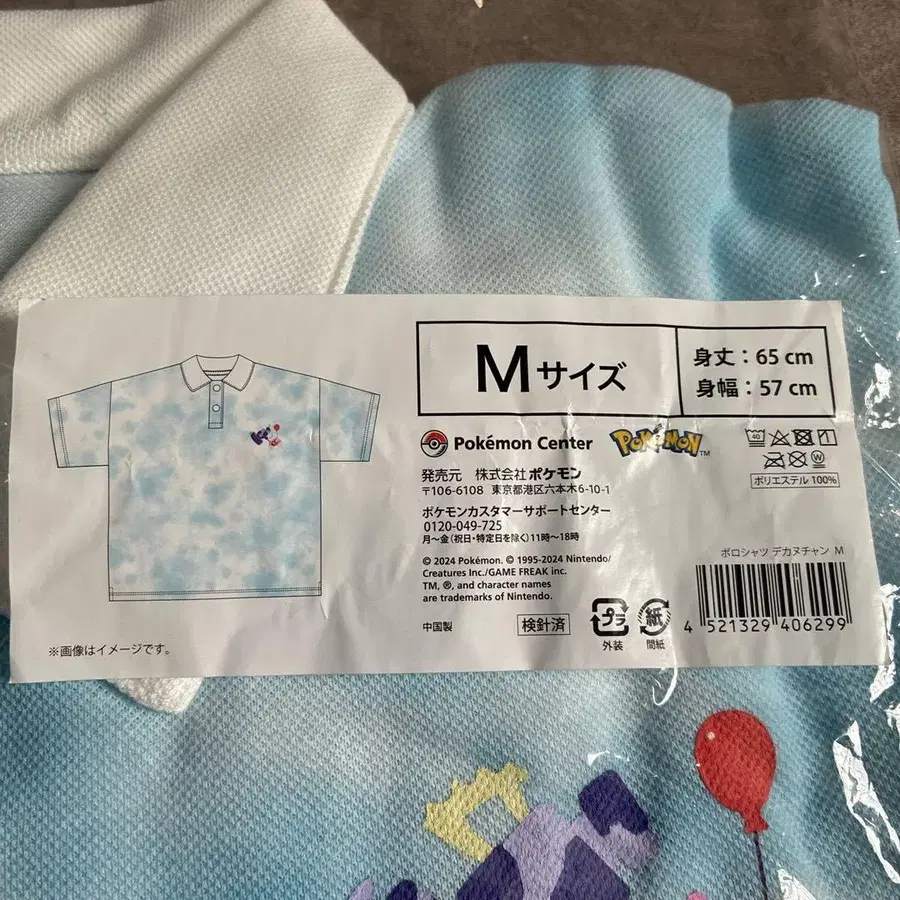 Mサイズ
身丈：65 cm
身幅：57 cm
Pokémon Center
POKÉMON™
40
1
W
発売元　株式会社ポケモン
〒106-6108　東京都港区六本木6-10-1
ポケモンカスタマーサポートセンター
0120-049-725
月～金（祝日・特定日を除く）11時～18時
ポリエステル 100%
© 2024 Pokémon. © 1995-2024 Nintendo/
Creatures Inc./GAME FREAK inc.
TM, ®, and character names
are trademarks of Nintendo.
中国製
検針済
プラ
外装
紙
間紙
ポロシャツ デカヌチャン M
4 521329 406299
※画像はイメージです。